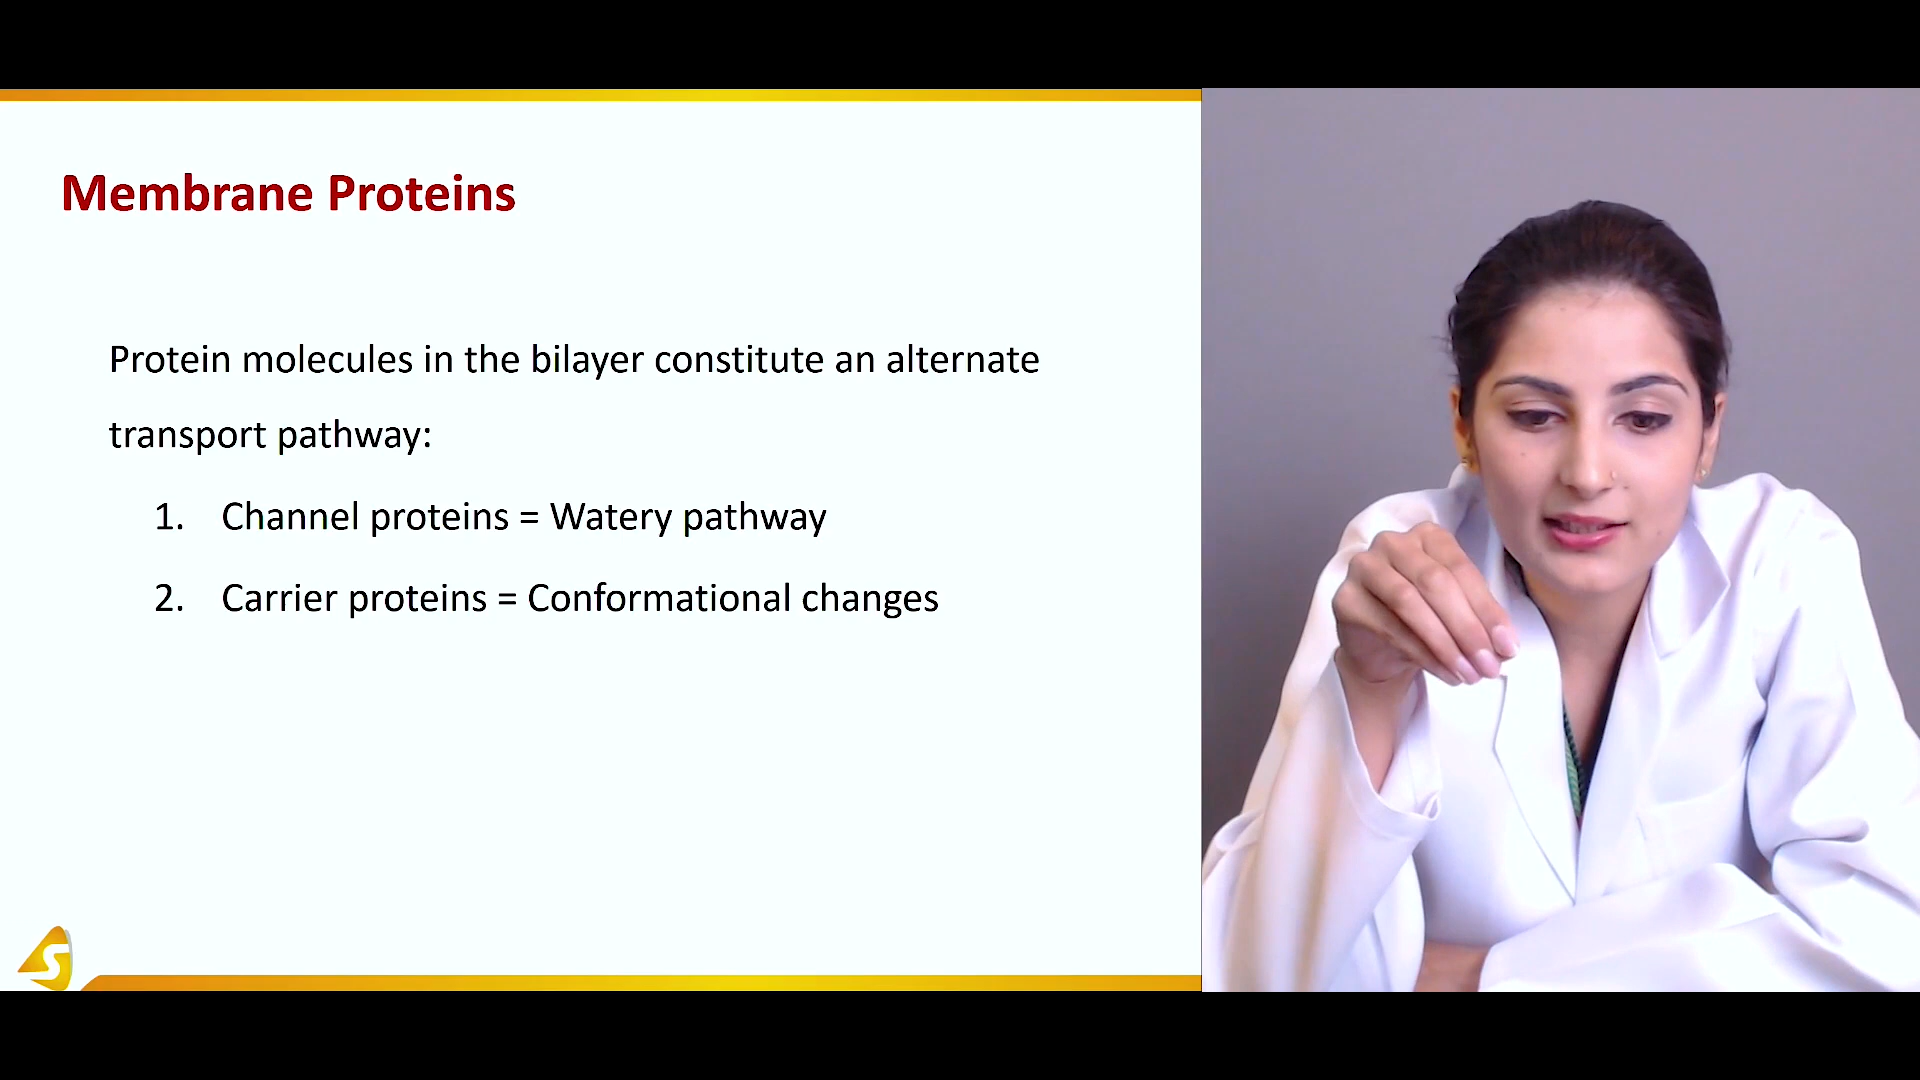 Membrane Proteins
Protein molecules in the bilayer constitute an alternate
transport pathway:
1. Channel proteins = Watery pathway
2. Carrier proteins = Conformational changes
S